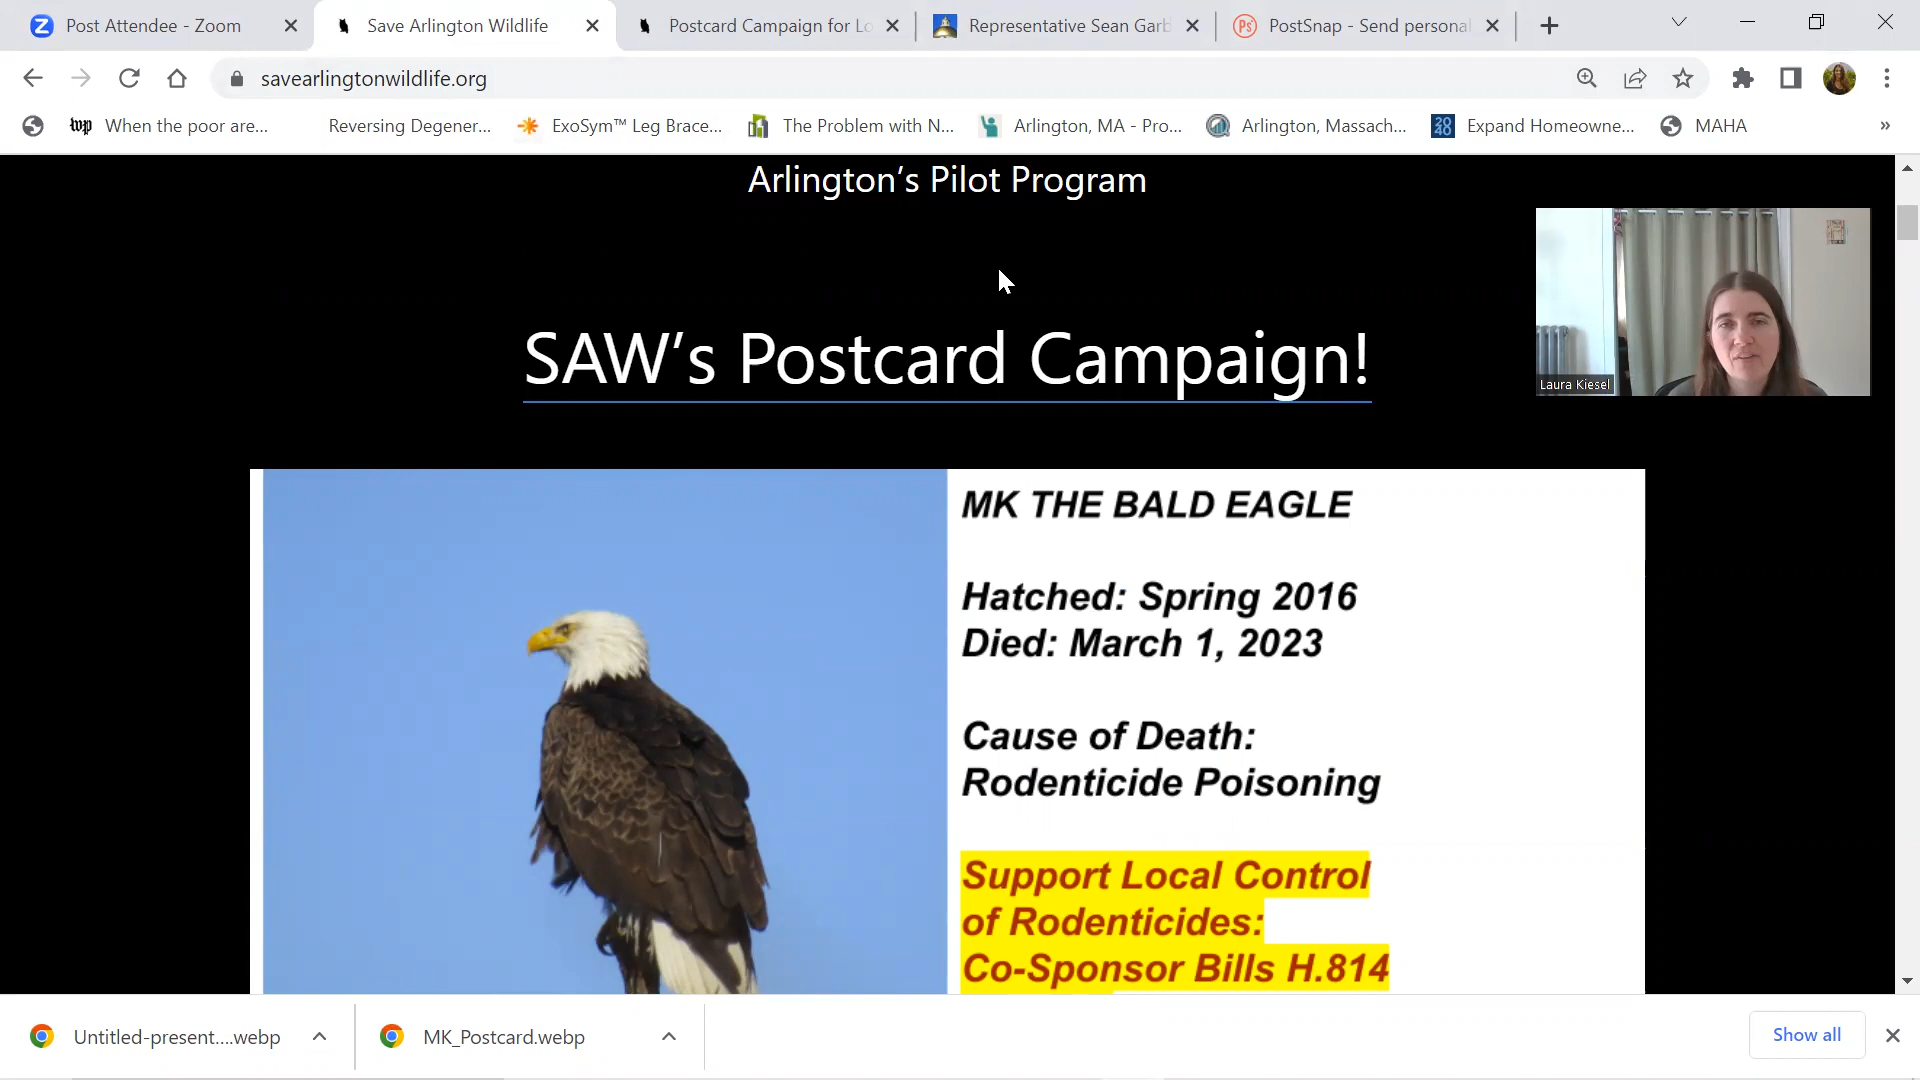 Post Attendee - Zoom
Save Arlington Wildlife
Postcard Campaign for Lo
Representative Sean Garb
Ps
PostSnap - Send personal
savearlingtonwildlife.org
wp
When the poor are...
Reversing Degener...
ExoSym™ Leg Brace...
The Problem with N...
Arlington, MA - Pro...
Arlington, Massach...
2040
Expand Homeowne...
MAHA
»
Arlington’s Pilot Program
SAW’s Postcard Campaign!
Laura Kiesel
MK THE BALD EAGLE
Hatched: Spring 2016
Died: March 1, 2023
Cause of Death:
Rodenticide Poisoning
Support Local Control
of Rodenticides:
Co-Sponsor Bills H.814
Untitled-present....webp
MK_Postcard.webp
Show all